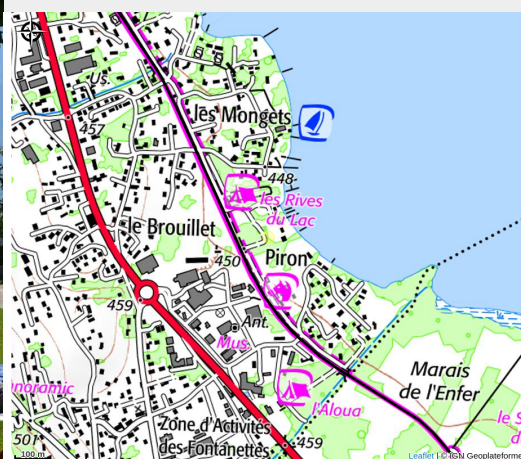 Us.
457
les Mongets
448
les Rives
du Lac
le Brouillet
450
Piron
459
Ant.
Mus.
Marais
de l'Enfer
noramic
l'Aloua
le S
d
Zone d'Activités
des Fontanettes
501
459
100 m
Leaflet | © IGN Geoplateforme